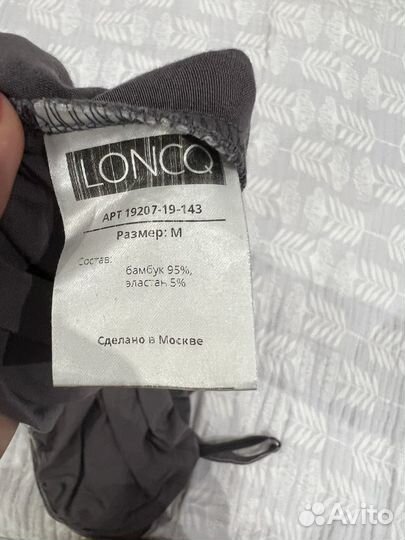 LONCQ
АРТ 19207-19-143
Размер: M
Состав:
бамбук 95%,
эластан 5%
Сделано в Москве
Avito